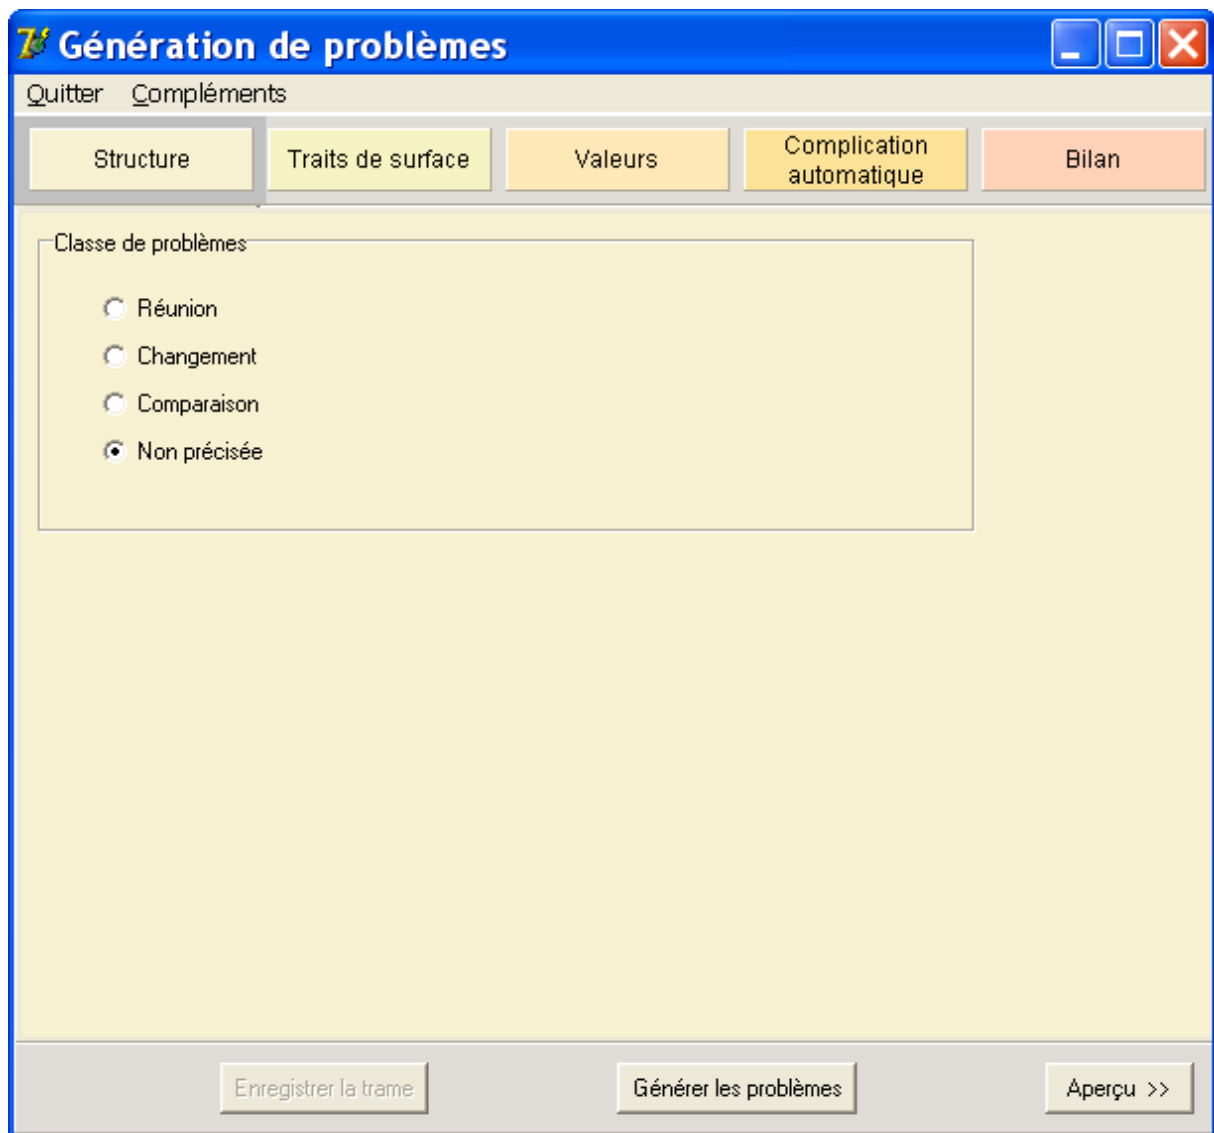 Génération de problèmes
Quitter Compléments
Structure
Traits de surface
Valeurs
Complication
automatique
Bilan
Classe de problèmes
Réunion
Changement
Comparaison
Non précisée
Enregistrer la trame
Générer les problèmes
Aperçu >>